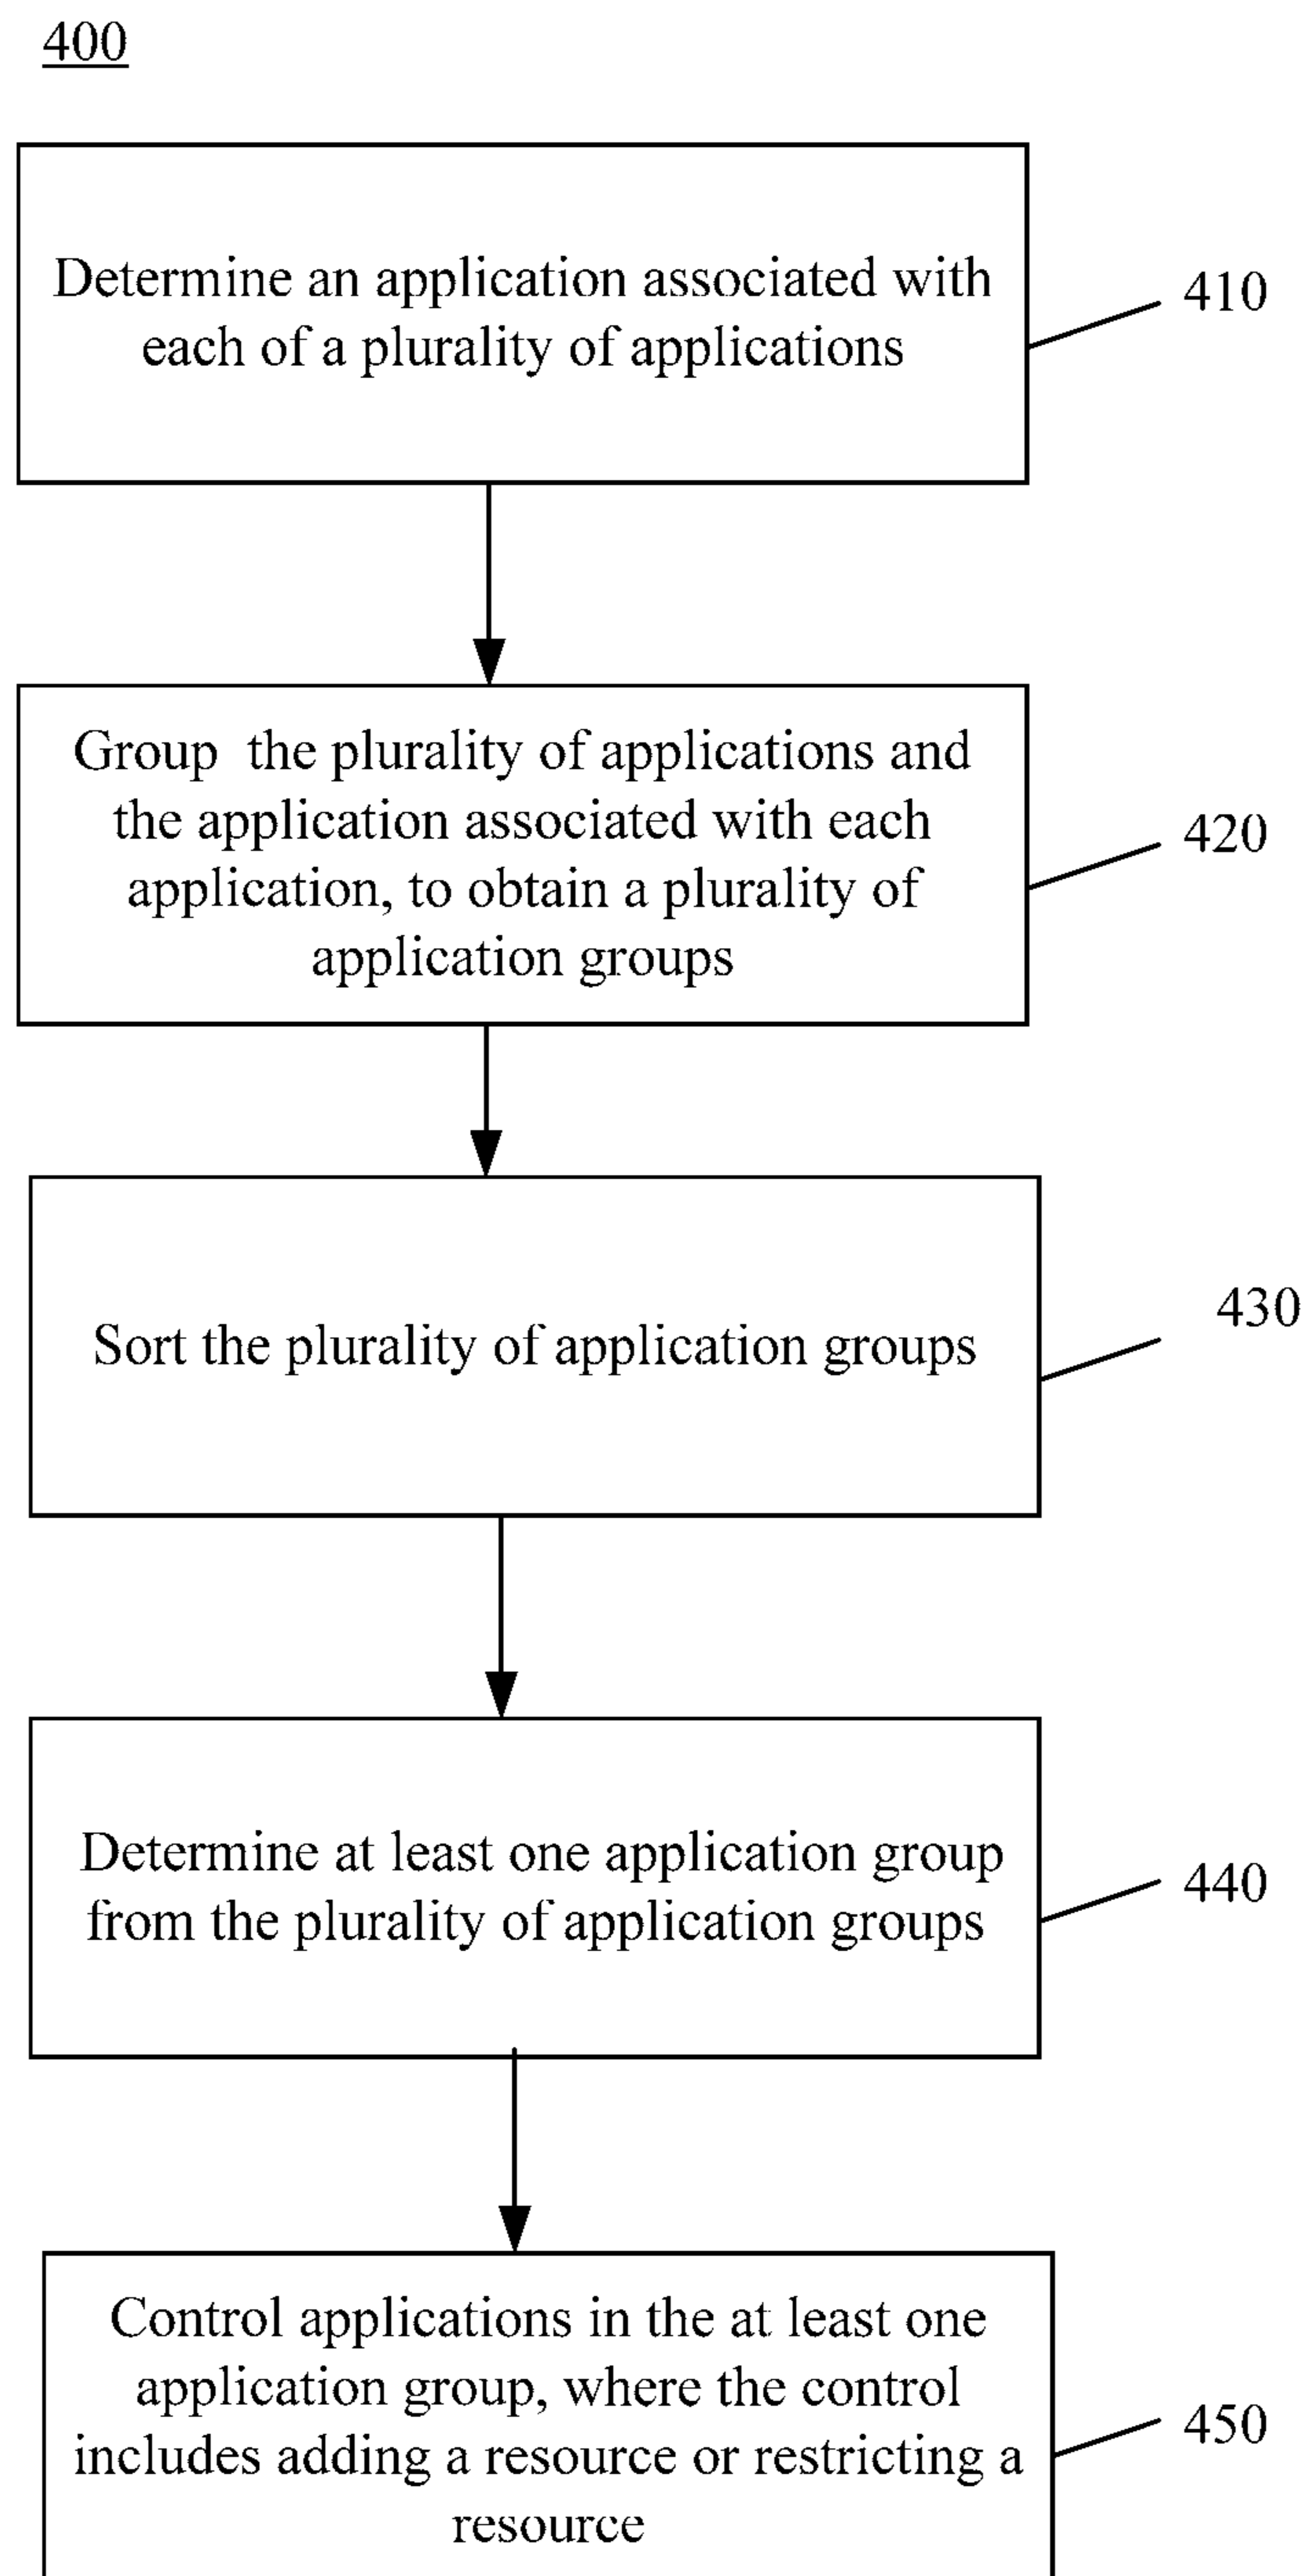 400
Determine an application associated with
each of a plurality of applications
410
Group the plurality of applications and
the application associated with each
application, to obtain a plurality of
application groups
420
Sort the plurality of application groups
430
Determine at least one application group
from the plurality of application groups
440
Control applications in the at least one
application group, where the control
includes adding a resource or restricting a
resource
450